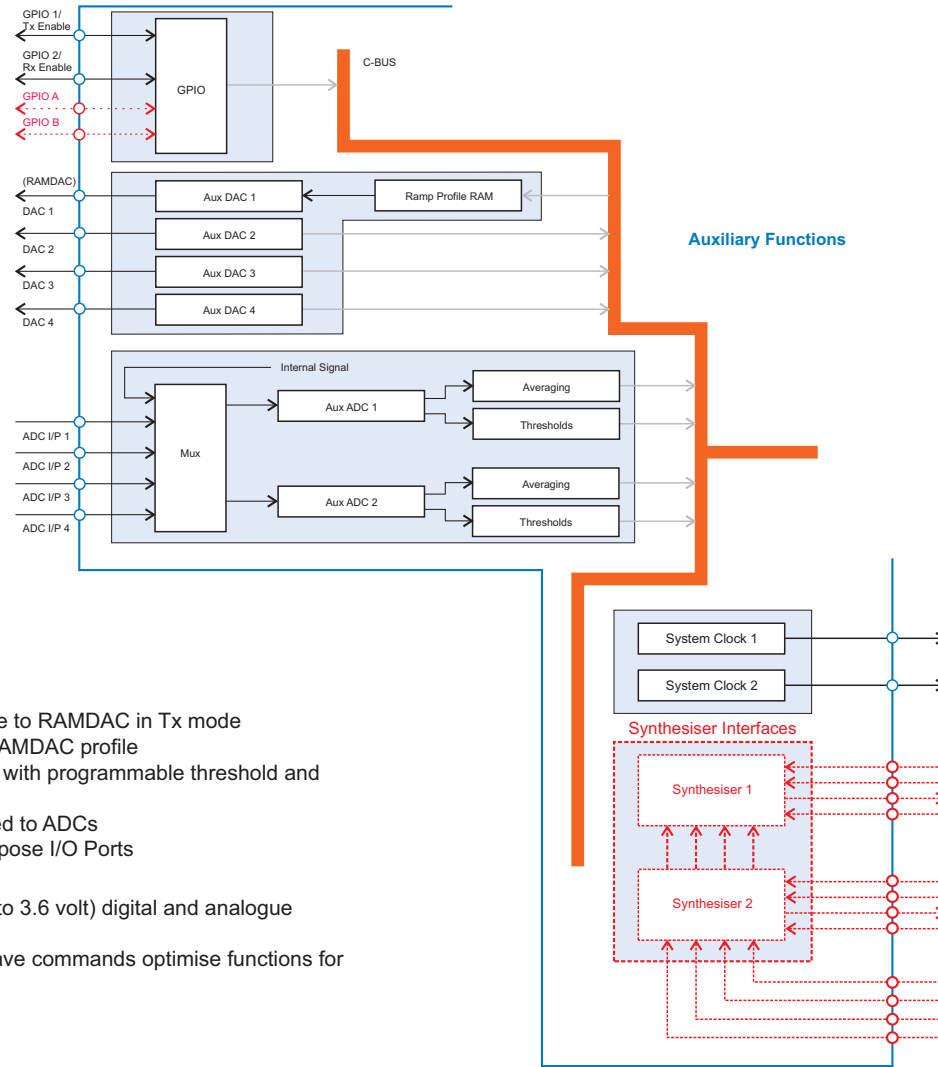 GPIO 1/
Tx Enable
GPIO 2/
Rx Enable
GPIO A
GPIO B
GPIO
C-BUS
(RAMDAC)
DAC 1
DAC 2
DAC 3
DAC 4
Aux DAC 1
Ramp Profile RAM
Aux DAC 2
Aux DAC 3
Aux DAC 4
Auxiliary Functions
Internal Signal
ADC I/P 1
ADC I/P 2
ADC I/P 3
ADC I/P 4
Mux
Aux ADC 1
Averaging
Thresholds
Aux ADC 2
Averaging
Thresholds
System Clock 1
System Clock 2
Synthesiser Interfaces
Synthesiser 1
Synthesiser 2
e to RAMDAC in Tx mode
AMDAC profile
with programmable threshold and
ed to ADCs
pose I/O Ports
to 3.6 volt) digital and analogue
ave commands optimise functions for